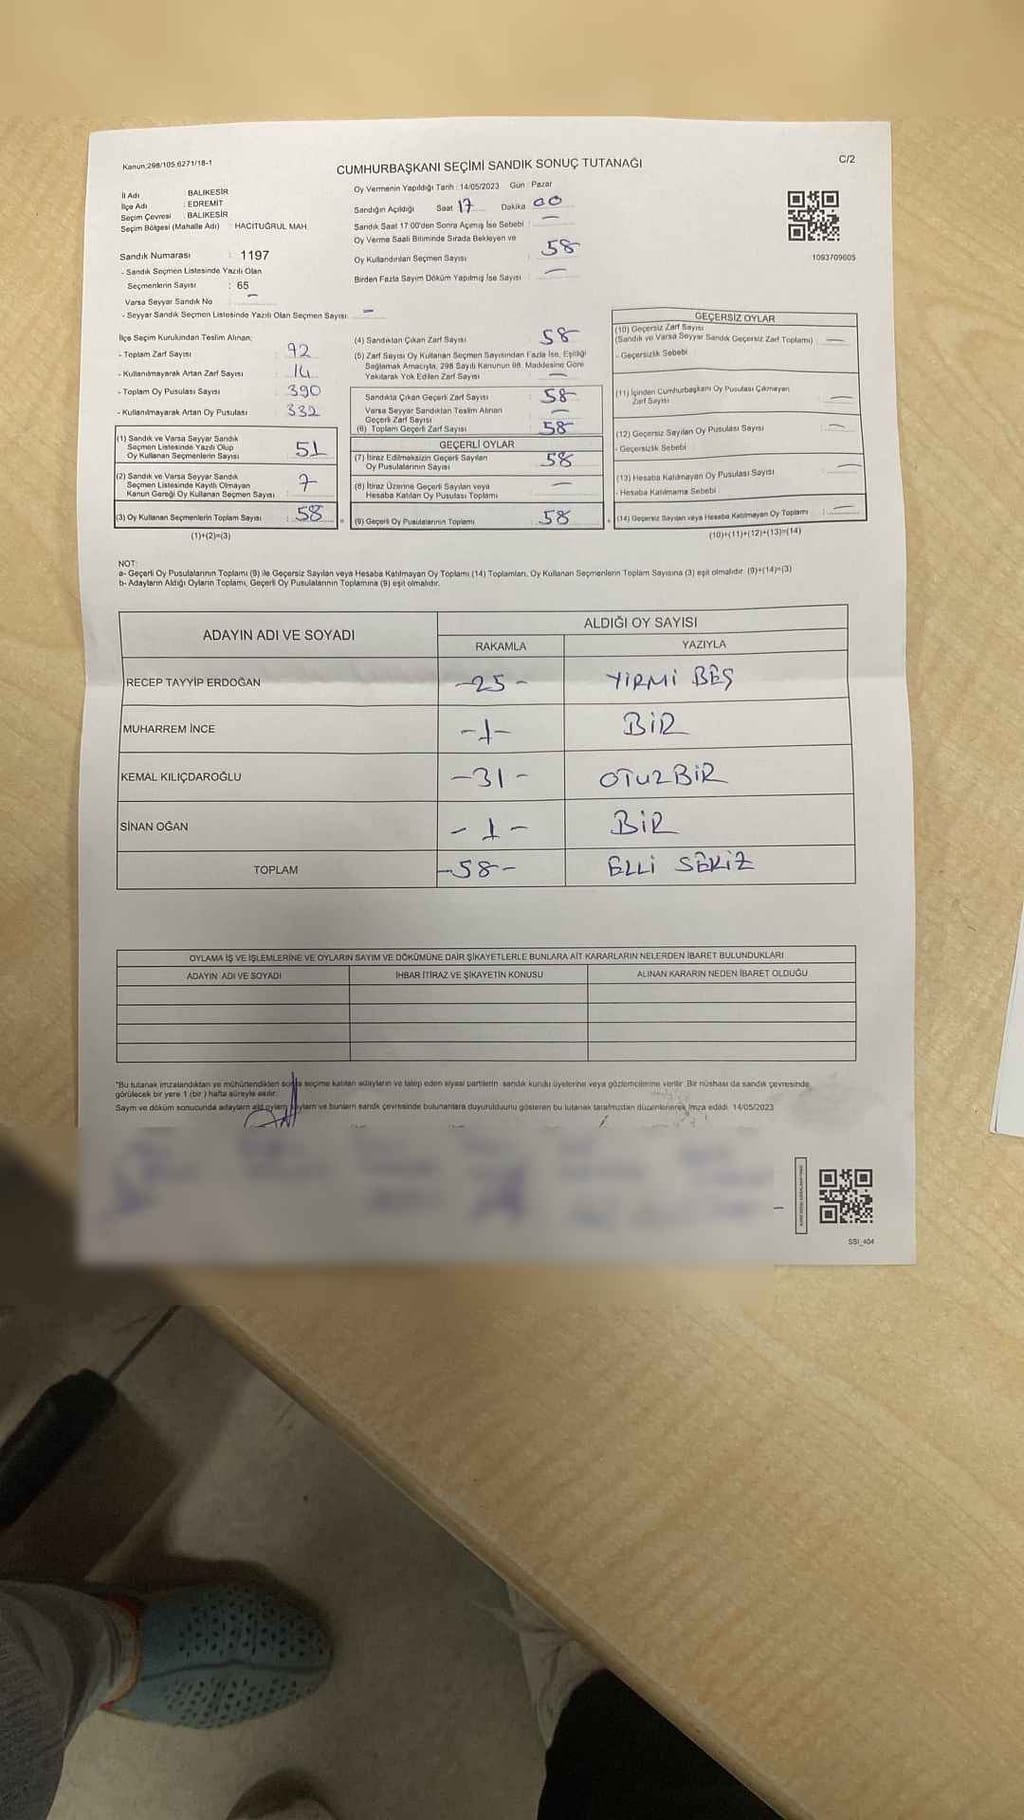 Kanun:298/105 6271/18-1
CUMHURBAŞKANI SEÇİMİ SANDIK SONUÇ TUTANAĞI
C/2
İl Adı BALIKESİR
İlçe Adı : EDREMİT
Seçim Çevresi : BALIKESİR
Seçim Bölgesi (Mahalle Adı) : HACITUĞRUL MAH.
Oy Vermenin Yapıldığı Tarih : 14/05/2023 Gün : Pazar
Sandığın Açıldığı Saat 17 Dakika 00
Sandık Saat 17:00'den Sonra Açımış İse Sebebi : —
Oy Verme Saati Bitiminde Sırada Bekleyen ve
Oy Kullandırılan Seçmen Sayısı : 58
Birden Fazla Sayım Döküm Yapılmış İse Sayısı : —
1093709605
Sandık Numarası : 1197
- Sandık Seçmen Listesinde Yazılı Olan
Seçmenlerin Sayısı : 65
Varsa Seyyar Sandık No —
- Seyyar Sandık Seçmen Listesinde Yazılı Olan Seçmen Sayısı: —
İlçe Seçim Kurulundan Teslim Alınan;
- Toplam Zarf Sayısı : 92
- Kullanılmayarak Artan Zarf Sayısı : 14
- Toplam Oy Pusulası Sayısı : 390
- Kullanılmayarak Artan Oy Pusulası : 332
(1) Sandık ve Varsa Seyyar Sandık
Seçmen Listesinde Yazılı Olup
Oy Kullanan Seçmenlerin Sayısı : 51
(2) Sandık ve Varsa Seyyar Sandık
Seçmen Listesinde Kayıtlı Olmayan
Kanun Gereği Oy Kullanan Seçmen Sayısı : 7
(3) Oy Kullanan Seçmenlerin Toplam Sayısı : 58
(1)+(2)=(3)
(4) Sandıktan Çıkan Zarf Sayısı : 58
(5) Zarf Sayısı Oy Kullanan Seçmen Sayısından Fazla İse, Eşitliği
Sağlamak Amacıyla, 298 Sayılı Kanunun 98. Maddesine Göre
Yakılarak Yok Edilen Zarf Sayısı : —
Sandıkta Çıkan Geçerli Zarf Sayısı : 58
Varsa Seyyar Sandıktan Teslim Alınan
Geçerli Zarf Sayısı : —
(6) Toplam Geçerli Zarf Sayısı : 58
GEÇERLİ OYLAR
(7) İtiraz Edilmeksizin Geçerli Sayılan
Oy Pusulalarının Sayısı : 58
(8) İtiraz Üzerine Geçerli Sayılan veya
Hesaba Katılan Oy Pusulası Toplamı : —
(9) Geçerli Oy Pusulalarının Toplamı : 58
GEÇERSİZ OYLAR
(10) Geçersiz Zarf Sayısı
(Sandık ve Varsa Seyyar Sandık Geçersiz Zarf Toplamı) : —
- Geçersizlik Sebebi
(11) İçinden Cumhurbaşkanı Oy Pusulası Çıkmayan
Zarf Sayısı : —
(12) Geçersiz Sayılan Oy Pusulası Sayısı : —
- Geçersizlik Sebebi
(13) Hesaba Katılmayan Oy Pusulası Sayısı : —
- Hesaba Katılmama Sebebi
(14) Geçersiz Sayılan veya Hesaba Katılmayan Oy Toplamı : —
(10)+(11)+(12)+(13)=(14)
NOT:
a- Geçerli Oy Pusulalarının Toplamı (9) ile Geçersiz Sayılan veya Hesaba Katılmayan Oy Toplamı (14) Toplamları, Oy Kullanan Seçmenlerin Toplam Sayısına (3) eşit olmalıdır. (9)+(14)=(3)
b- Adayların Aldığı Oyların Toplamı, Geçerli Oy Pusulalarının Toplamına (9) eşit olmalıdır.
ADAYIN ADI VE SOYADI ALDIĞI OY SAYISI
RAKAMLA YAZIYLA
RECEP TAYYİP ERDOĞAN -25- YİRMİ BEŞ
MUHARREM İNCE -1- BİR
KEMAL KILIÇDAROĞLU -31- OTUZBİR
SİNAN OĞAN -1- BİR
TOPLAM -58- ELLİ SEKİZ
OYLAMA İŞ VE İŞLEMLERİNE VE OYLARIN SAYIM VE DÖKÜMÜNE DAİR ŞİKAYETLERLE BUNLARA AİT KARARLARIN NELERDEN İBARET BULUNDUKLARI
ADAYIN ADI VE SOYADI İHBAR İTİRAZ VE ŞİKAYETİN KONUSU ALINAN KARARIN NEDEN İBARET OLDUĞU
"Bu tutanak imzalandıktan ve mühürlendikten sonra seçime katılan adayların ve talep eden siyasi partilerin sandık kurulu üyelerine veya gözlemcilerine verilir. Bir nüshası da sandık çevresinde
görülecek bir yere 1 (bir) hafta süreyle asılır.
Sayım ve döküm sonucunda adayların bunların sandık çevresinde bulunanlara duyurulduğunu gösteren bu tutanak tarafımızdan düzenlenerek imza edildi. 14/05/2023
SSI_404